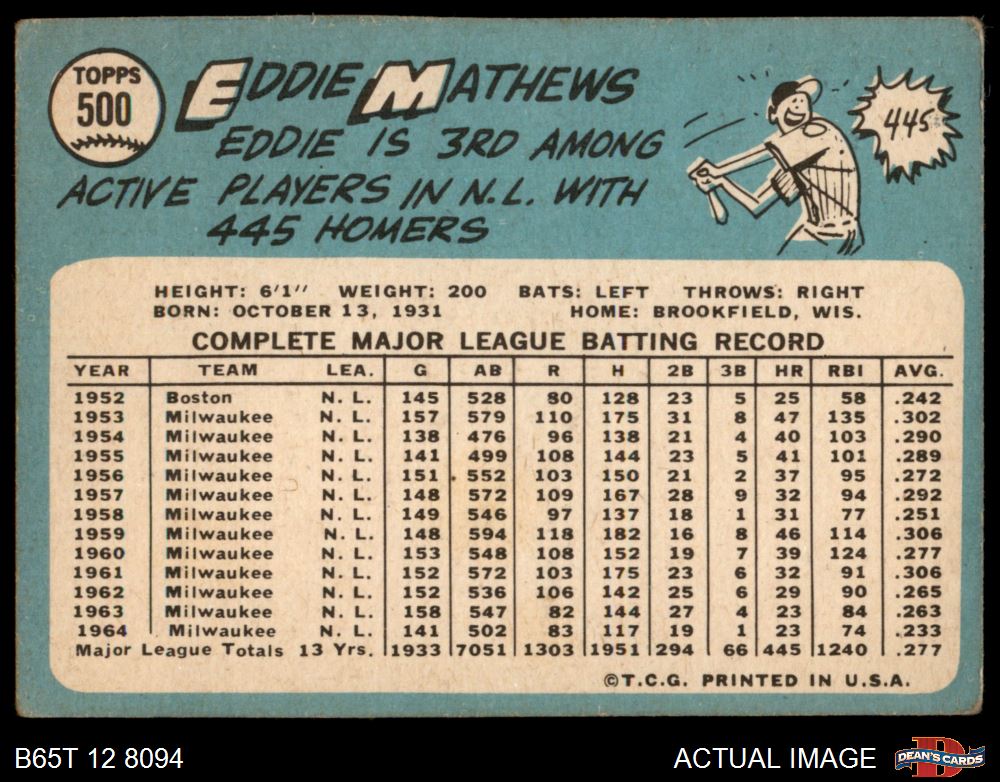 TOPPS
500
EDDIE MATHEWS
EDDIE IS 3RD AMONG
ACTIVE PLAYERS IN N.L. WITH
445 HOMERS
445
HEIGHT: 6'1" WEIGHT: 200 BATS: LEFT THROWS: RIGHT
BORN: OCTOBER 13, 1931 HOME: BROOKFIELD, WIS.
COMPLETE MAJOR LEAGUE BATTING RECORD
YEAR TEAM LEA. G AB R H 2B 3B HR RBI AVG.
1952 Boston N. L. 145 528 80 128 23 5 25 58 .242
1953 Milwaukee N. L. 157 579 110 175 31 8 47 135 .302
1954 Milwaukee N. L. 138 476 96 138 21 4 40 103 .290
1955 Milwaukee N. L. 141 499 108 144 23 5 41 101 .289
1956 Milwaukee N. L. 151 552 103 150 21 2 37 95 .272
1957 Milwaukee N. L. 148 572 109 167 28 9 32 94 .292
1958 Milwaukee N. L. 149 546 97 137 18 1 31 77 .251
1959 Milwaukee N. L. 148 594 118 182 16 8 46 114 .306
1960 Milwaukee N. L. 153 548 108 152 19 7 39 124 .277
1961 Milwaukee N. L. 152 572 103 175 23 6 32 91 .306
1962 Milwaukee N. L. 152 536 106 142 25 6 29 90 .265
1963 Milwaukee N. L. 158 547 82 144 27 4 23 84 .263
1964 Milwaukee N. L. 141 502 83 117 19 1 23 74 .233
Major League Totals 13 Yrs. 1933 7051 1303 1951 294 66 445 1240 .277
©T.C.G. PRINTED IN U.S.A.
B65T 12 8094 ACTUAL IMAGE D DEAN'S CARDS